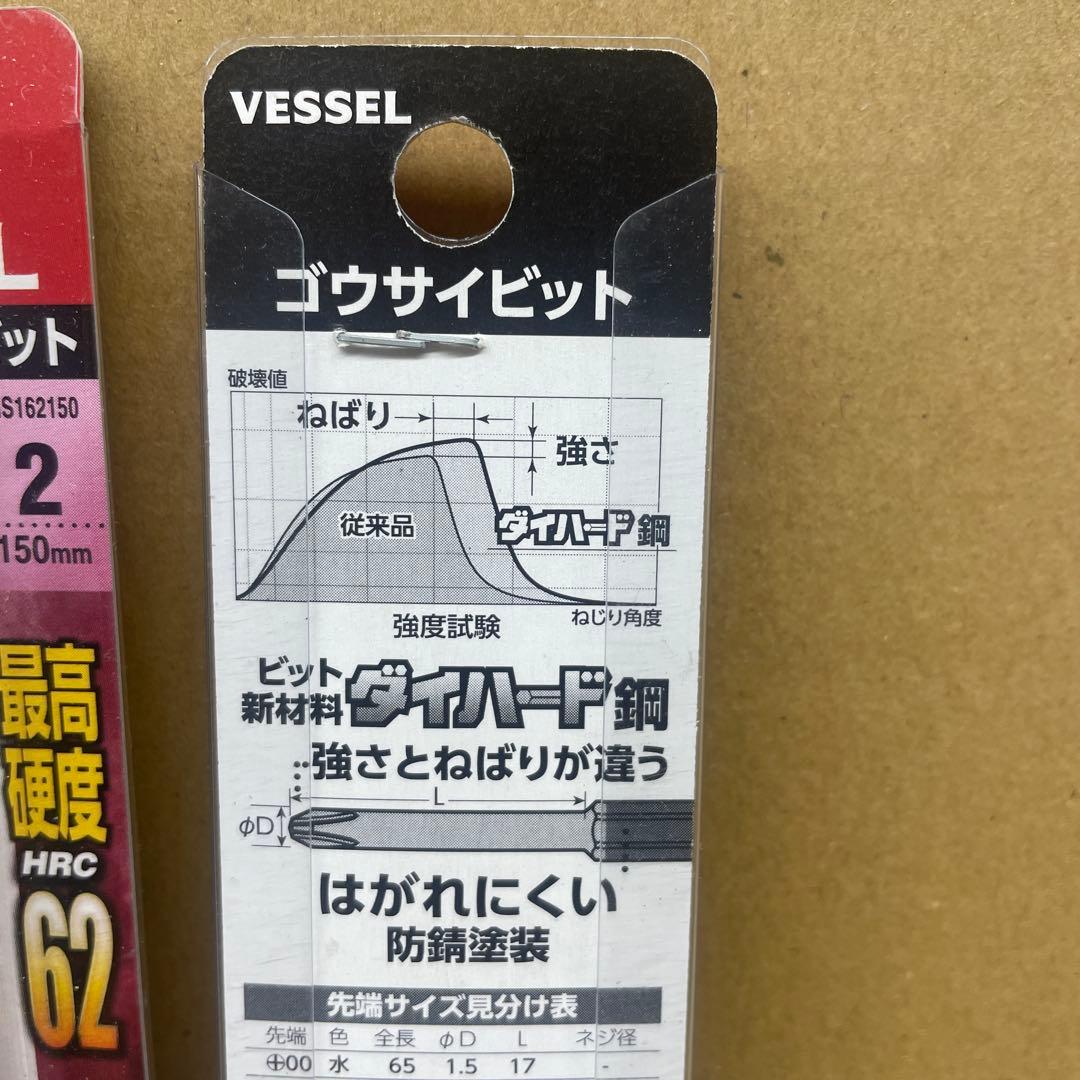 VESSEL
ゴウサイビット
破壊値
ねばり
強さ
従来品
ダイハード鋼
ねじり角度
強度試験
ビット
新材料
ダイハード鋼
強さとねばりが違う
L
φD
はがれにくい
防錆塗装
先端サイズ見分け表
先端 色 全長 φD L ネジ径
⊕00 水 65 1.5 17 -
L
ット
S162150
2
150mm
最高
硬度
HRC
62